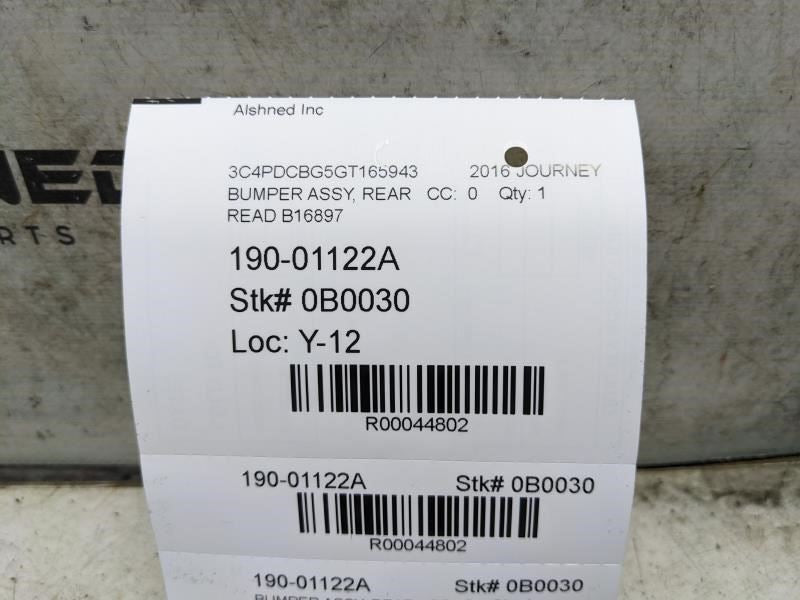 Alshned Inc
3C4PDCBG5GT165943 2016 JOURNEY
BUMPER ASSY, REAR CC: 0 Qty: 1
READ B16897
190-01122A
Stk# 0B0030
Loc: Y-12
R00044802
190-01122A Stk# 0B0030
R00044802
190-01122A Stk# 0B0030